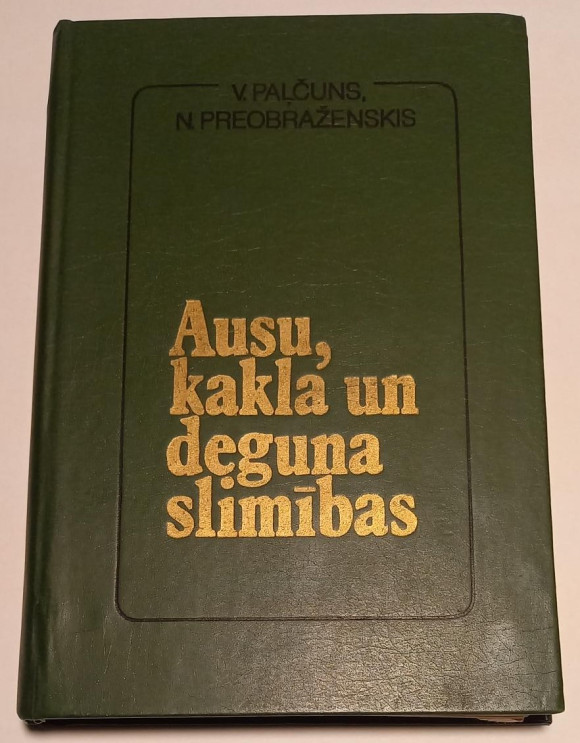 V. PAĻČUNS,
N. PREOBRAŽENSKIS
Ausu,
kakla un
deguna
slimības